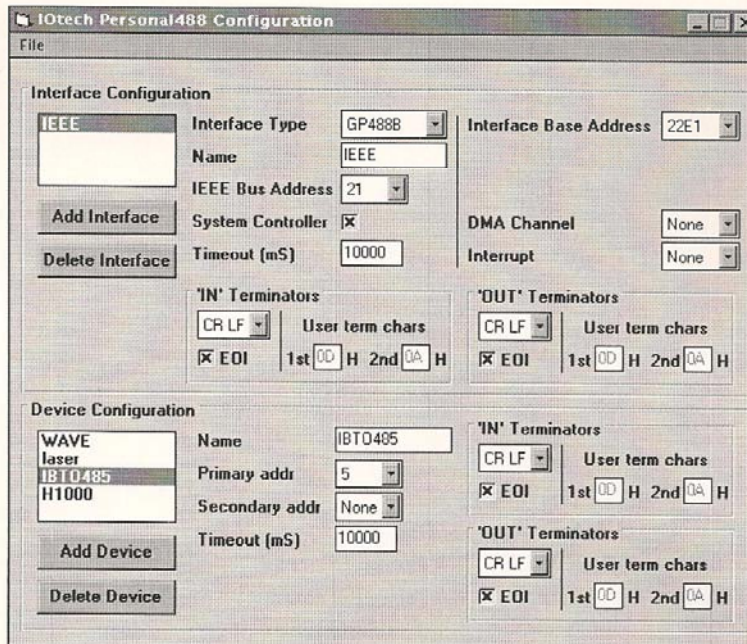 IOtech Personal488 Configuration
File
Interface Configuration
IEEE
Add Interface
Delete Interface
Interface Type GP488B
Name IEEE
IEEE Bus Address 21
System Controller
Timeout (mS) 10000
Interface Base Address 22E1
DMA Channel None
Interrupt None
'IN' Terminators
CR LF
EOI
User term chars
1st 0D H 2nd 0A H
'OUT' Terminators
CR LF
EOI
User term chars
1st 0D H 2nd 0A H
Device Configuration
WAVE
laser
IBTO485
H1000
Add Device
Delete Device
Name IBTO485
Primary addr 5
Secondary addr None
Timeout (mS) 10000
'IN' Terminators
CR LF
EOI
User term chars
1st 0D H 2nd 0A H
'OUT' Terminators
CR LF
EOI
User term chars
1st 0D H 2nd 0A H